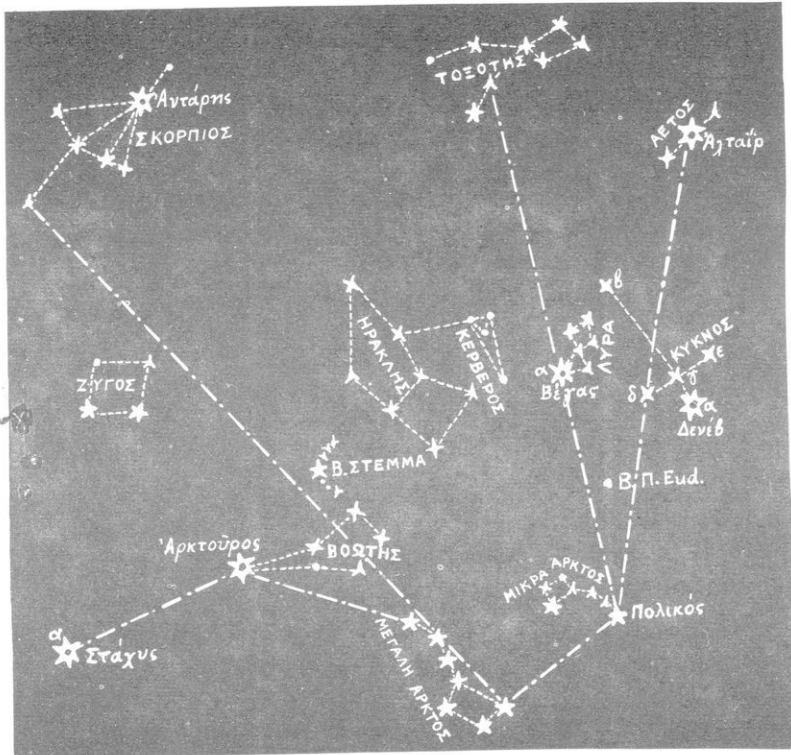 ΤΟΞΟΤΗΣ
Ἀντάρης
ΣΚΟΡΠΙΟΣ
ΑΕΤΟΣ
Ἀλταΐρ
β
ΗΡΑΚΛΗΣ
ΚΕΡΒΕΡΟΣ
ΛΥΡΑ
ΚΥΚΝΟΣ
ε
γ
ΖΥΓΟΣ
α
Βέγας
δ
α
Δενέβ
Β.ΣΤΕΜΜΑ
Β.Π.Eud.
Ἀρκτοῦρος
ΒΟΩΤΗΣ
ΜΙΚΡΑ ΑΡΚΤΟΣ
Πολικός
α
Στάχυς
ΜΕΓΑΛΗ ΑΡΚΤΟΣ